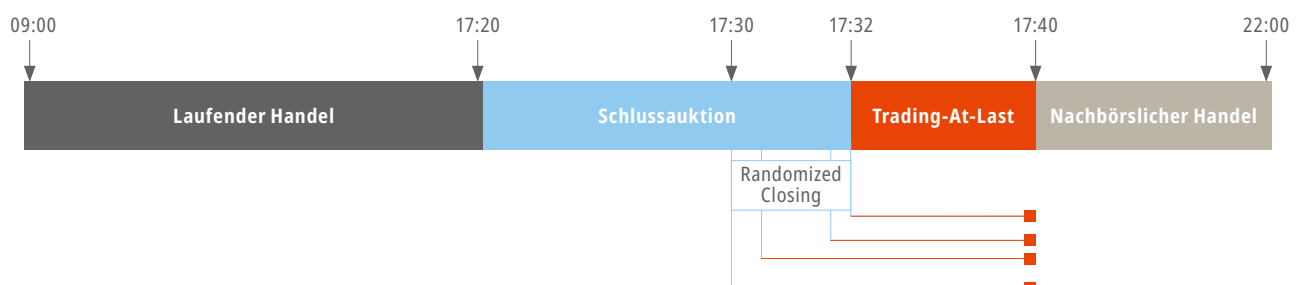 09:00 17:20 17:30 17:32 17:40 22:00
Laufender Handel Schlussauktion Trading-At-Last Nachbörslicher Handel
Randomized
Closing